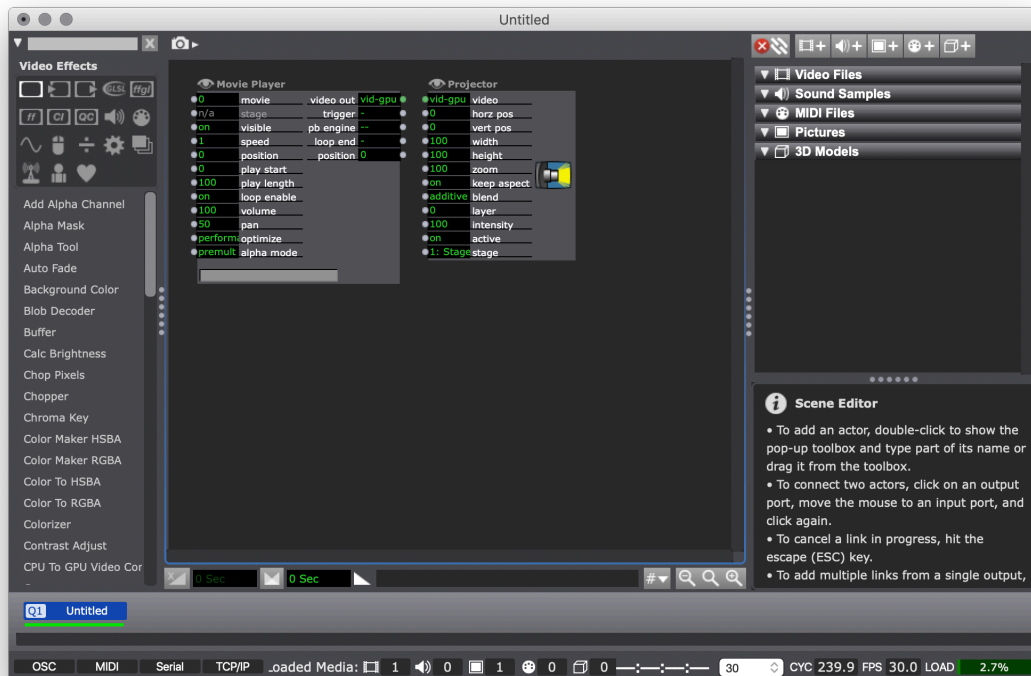 Untitled
Video Effects
GLSL ffgl
ff CI QC
Add Alpha Channel
Alpha Mask
Alpha Tool
Auto Fade
Background Color
Blob Decoder
Buffer
Calc Brightness
Chop Pixels
Chopper
Chroma Key
Color Maker HSBA
Color Maker RGBA
Color To HSBA
Color To RGBA
Colorizer
Contrast Adjust
CPU To GPU Video Cor
Movie Player
0 movie video out vid-gpu
n/a stage trigger -
on visible pb engine --
1 speed loop end -
0 position position 0
0 play start
100 play length
on loop enable
100 volume
50 pan
performa optimize
premult alpha mode
Projector
vid-gpu video
0 horz pos
0 vert pos
100 width
100 height
100 zoom
on keep aspect
additive blend
0 layer
100 intensity
on active
1: Stage stage
0 Sec 0 Sec #
Video Files
Sound Samples
MIDI Files
Pictures
3D Models
i Scene Editor
• To add an actor, double-click to show the
pop-up toolbox and type part of its name or
drag it from the toolbox.
• To connect two actors, click on an output
port, move the mouse to an input port, and
click again.
• To cancel a link in progress, hit the
escape (ESC) key.
• To add multiple links from a single output,
Q1 Untitled
OSC MIDI Serial TCP/IP .oaded Media: 1 0 1 0 0 —:—:—:— 30 CYC 239.9 FPS 30.0 LOAD 2.7%